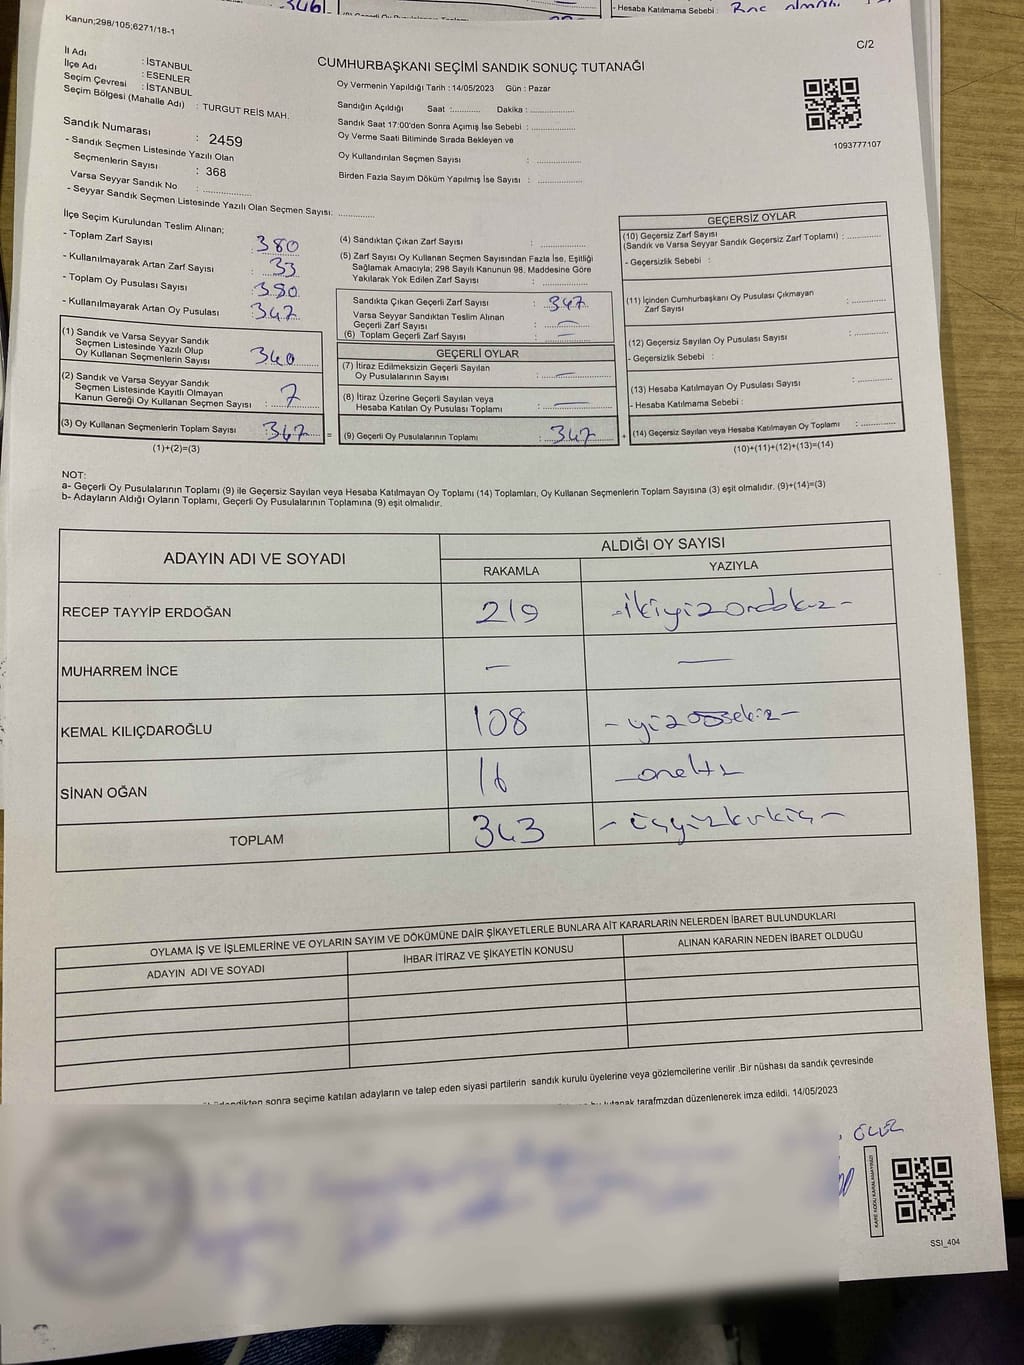 Kanun;298/105;6271/18-1
- Hesaba Katılmama Sebebi :
C/2
CUMHURBAŞKANI SEÇİMİ SANDIK SONUÇ TUTANAĞI
İl Adı : İSTANBUL
İlçe Adı : ESENLER
Seçim Çevresi : İSTANBUL
Seçim Bölgesi (Mahalle Adı) : TURGUT REİS MAH.
Sandık Numarası : 2459
- Sandık Seçmen Listesinde Yazılı Olan
Seçmenlerin Sayısı : 368
Varsa Seyyar Sandık No : ..............
- Seyyar Sandık Seçmen Listesinde Yazılı Olan Seçmen Sayısı: ............
Oy Vermenin Yapıldığı Tarih : 14/05/2023 Gün : Pazar
Sandığın Açıldığı Saat :......... Dakika :..............
Sandık Saat 17:00'den Sonra Açımış İse Sebebi : ..............
Oy Verme Saati Bitiminde Sırada Bekleyen ve
Oy Kullandırılan Seçmen Sayısı : ..............
Birden Fazla Sayım Döküm Yapılmış İse Sayısı : ..............
1093777107
İlçe Seçim Kurulundan Teslim Alınan;
- Toplam Zarf Sayısı : 380
- Kullanılmayarak Artan Zarf Sayısı : 33
- Toplam Oy Pusulası Sayısı : 380
- Kullanılmayarak Artan Oy Pusulası : 347
(1) Sandık ve Varsa Seyyar Sandık
Seçmen Listesinde Yazılı Olup
Oy Kullanan Seçmenlerin Sayısı : 340
(2) Sandık ve Varsa Seyyar Sandık
Seçmen Listesinde Kayıtlı Olmayan
Kanun Gereği Oy Kullanan Seçmen Sayısı : 7
(3) Oy Kullanan Seçmenlerin Toplam Sayısı : 347
(1)+(2)=(3)
(4) Sandıktan Çıkan Zarf Sayısı : ..............
(5) Zarf Sayısı Oy Kullanan Seçmen Sayısından Fazla İse, Eşitliği
Sağlamak Amacıyla; 298 Sayılı Kanunun 98. Maddesine Göre
Yakılarak Yok Edilen Zarf Sayısı : ..............
Sandıkta Çıkan Geçerli Zarf Sayısı : 347
Varsa Seyyar Sandıktan Teslim Alınan
Geçerli Zarf Sayısı : —
(6) Toplam Geçerli Zarf Sayısı : —
GEÇERLİ OYLAR
(7) İtiraz Edilmeksizin Geçerli Sayılan
Oy Pusulalarının Sayısı : —
(8) İtiraz Üzerine Geçerli Sayılan veya
Hesaba Katılan Oy Pusulası Toplamı : —
= (9) Geçerli Oy Pusulalarının Toplamı : 347 +
GEÇERSİZ OYLAR
(10) Geçersiz Zarf Sayısı
(Sandık ve Varsa Seyyar Sandık Geçersiz Zarf Toplamı) : ............
- Geçersizlik Sebebi :
(11) İçinden Cumhurbaşkanı Oy Pusulası Çıkmayan
Zarf Sayısı : ............
(12) Geçersiz Sayılan Oy Pusulası Sayısı : ............
- Geçersizlik Sebebi :
(13) Hesaba Katılmayan Oy Pusulası Sayısı : ............
- Hesaba Katılmama Sebebi :
(14) Geçersiz Sayılan veya Hesaba Katılmayan Oy Toplamı : ............
(10)+(11)+(12)+(13)=(14)
NOT:
a- Geçerli Oy Pusulalarının Toplamı (9) ile Geçersiz Sayılan veya Hesaba Katılmayan Oy Toplamı (14) Toplamları, Oy Kullanan Seçmenlerin Toplam Sayısına (3) eşit olmalıdır. (9)+(14)=(3)
b- Adayların Aldığı Oyların Toplamı, Geçerli Oy Pusulalarının Toplamına (9) eşit olmalıdır.
ADAYIN ADI VE SOYADI ALDIĞI OY SAYISI
RAKAMLA YAZIYLA
RECEP TAYYİP ERDOĞAN 219 -ikiyüzondokuz-
MUHARREM İNCE — —
KEMAL KILIÇDAROĞLU 108 -yüzsekiz-
SİNAN OĞAN 16 -onaltı
TOPLAM 343 - üçyüzkırküç -
OYLAMA İŞ VE İŞLEMLERİNE VE OYLARIN SAYIM VE DÖKÜMÜNE DAİR ŞİKAYETLERLE BUNLARA AİT KARARLARIN NELERDEN İBARET BULUNDUKLARI
ADAYIN ADI VE SOYADI İHBAR İTİRAZ VE ŞİKAYETİN KONUSU ALINAN KARARIN NEDEN İBARET OLDUĞU
sonra seçime katılan adayların ve talep eden siyasi partilerin sandık kurulu üyelerine veya gözlemcilerine verilir .Bir nüshası da sandık çevresinde
tutanak tarafmzdan düzenlenerek imza edildi. 14/05/2023
KARE KODU KARALAMAYINIZ!
SSI_404